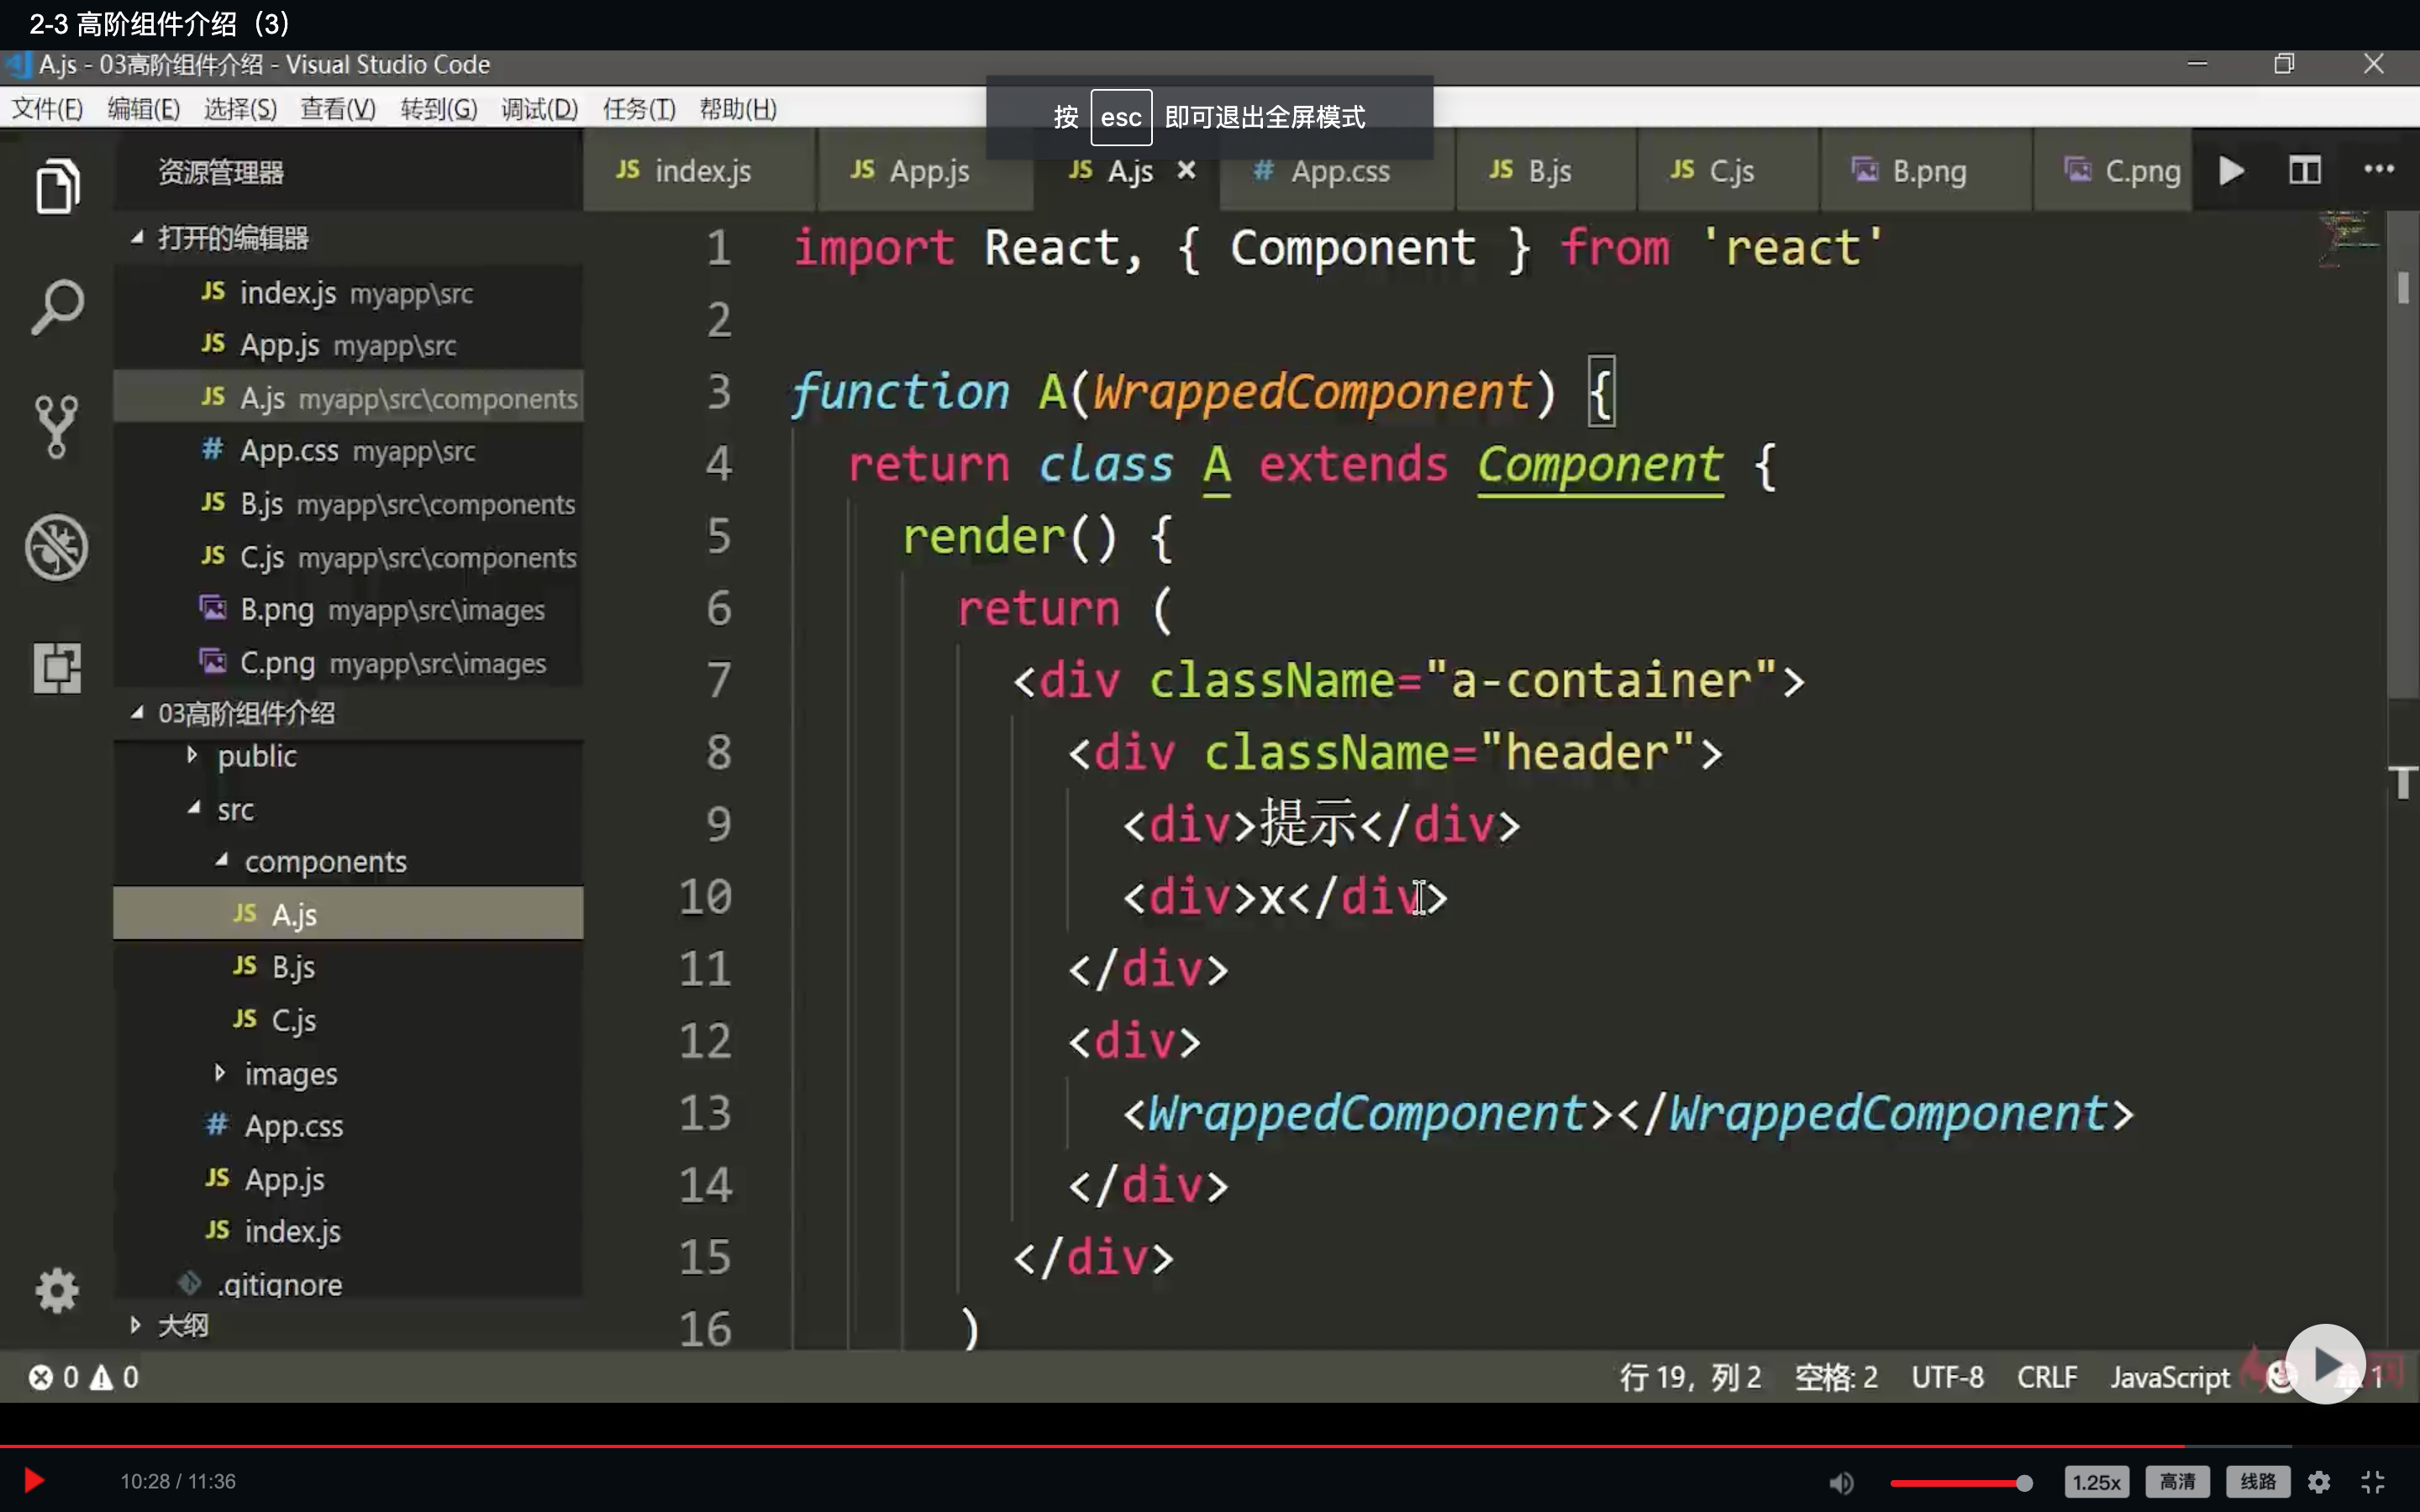 2-3 高阶组件介绍（3）
A.js - 03高阶组件介绍 - Visual Studio Code
文件(F) 编辑(E) 选择(S) 查看(V) 转到(G) 调试(D) 任务(T) 帮助(H)
按 esc 即可退出全屏模式
资源管理器
JS index.js JS App.js JS A.js × # App.css JS B.js JS C.js B.png C.png
打开的编辑器
JS index.js myapp\src
JS App.js myapp\src
JS A.js myapp\src\components
# App.css myapp\src
JS B.js myapp\src\components
JS C.js myapp\src\components
B.png myapp\src\images
C.png myapp\src\images
03高阶组件介绍
public
src
components
JS A.js
JS B.js
JS C.js
images
# App.css
JS App.js
JS index.js
.gitignore
大纲
1 import React, { Component } from 'react'
2
3 function A(WrappedComponent) {
4 return class A extends Component {
5 render() {
6 return (
7 <div className="a-container">
8 <div className="header">
9 <div>提示</div>
10 <div>x</div>
11 </div>
12 <div>
13 <WrappedComponent></WrappedComponent>
14 </div>
15 </div>
16 )
0 0
行 19，列 2 空格: 2 UTF-8 CRLF JavaScript 1
10:28 / 11:36
1.25x 高清 线路